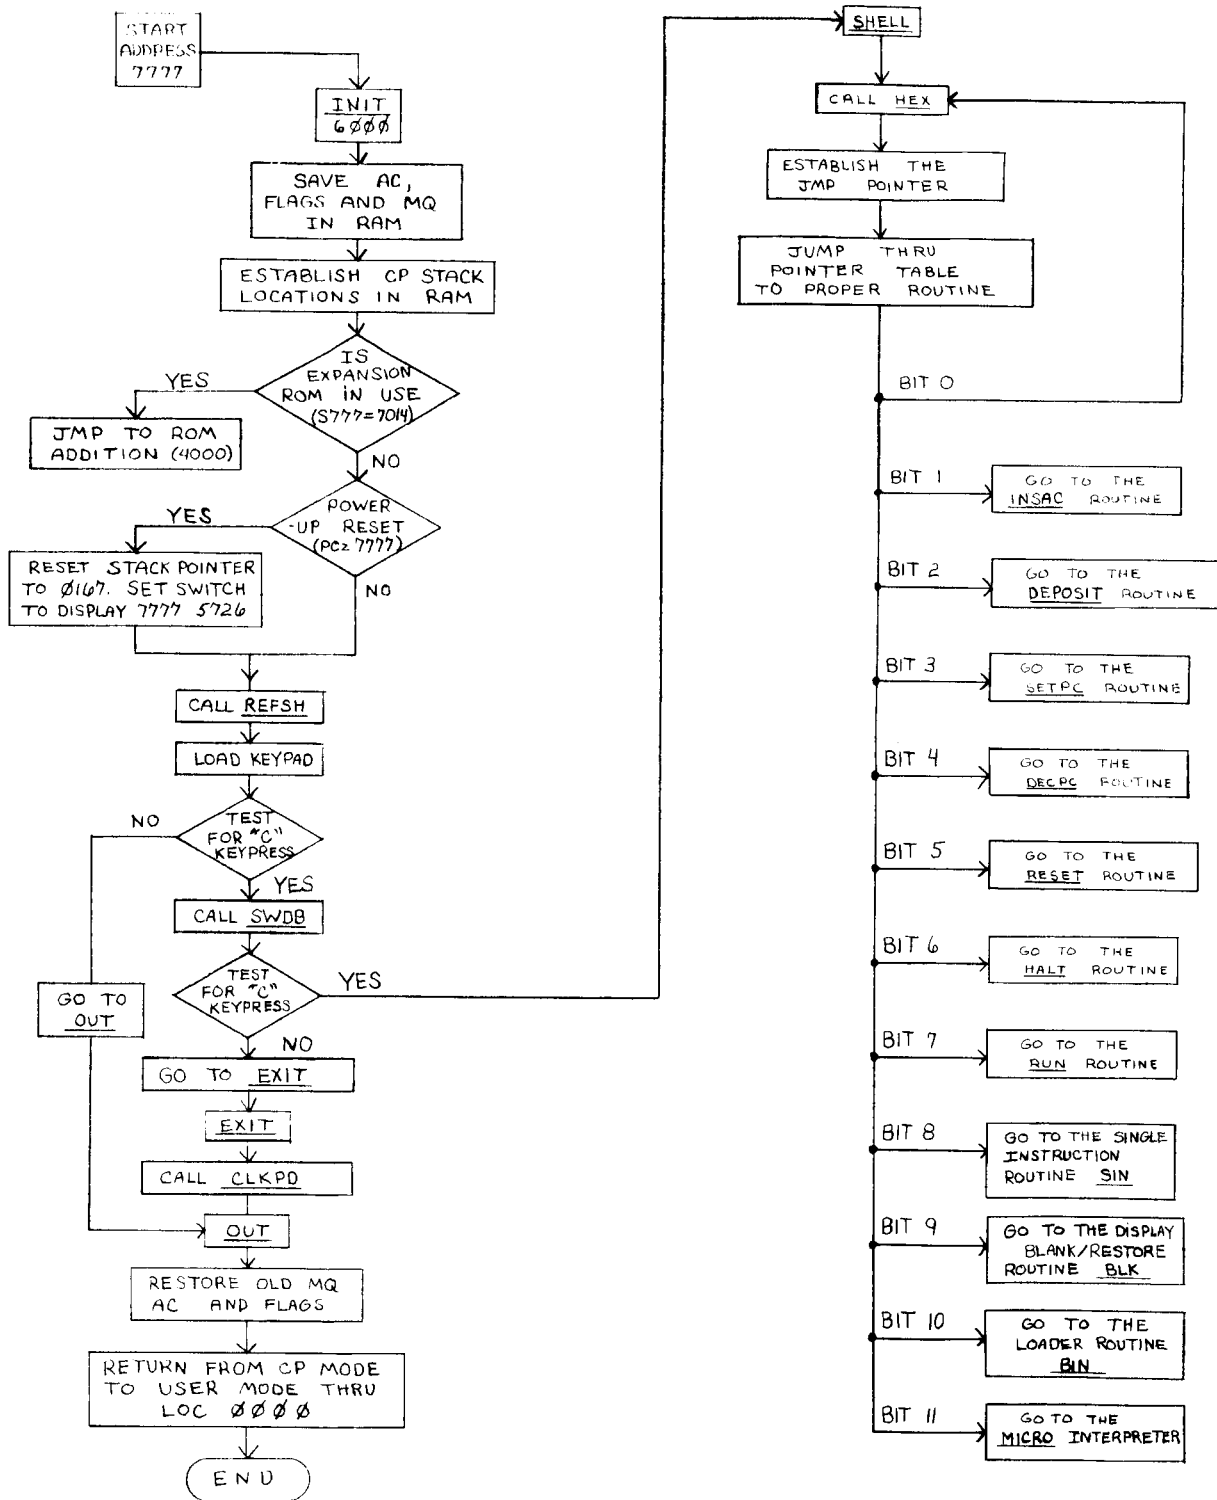 START
ADDRESS
7777
INIT
6ØØØ
SAVE AC,
FLAGS AND MQ
IN RAM
ESTABLISH CP STACK
LOCATIONS IN RAM
IS
EXPANSION
ROM IN USE
(5777=7014)
YES
JMP TO ROM
ADDITION (4000)
NO
POWER
-UP RESET
(PC=7777)
YES
RESET STACK POINTER
TO Ø167. SET SWITCH
TO DISPLAY 7777 5726
NO
CALL REFSH
LOAD KEYPAD
TEST
FOR "C"
KEYPRESS
NO
YES
CALL SWDB
TEST
FOR "C"
KEYPRESS
YES
GO TO
OUT
NO
GO TO EXIT
EXIT
CALL CLKPD
OUT
RESTORE OLD MQ
AC AND FLAGS
RETURN FROM CP MODE
TO USER MODE THRU
LOC ØØØØ
END
SHELL
CALL HEX
ESTABLISH THE
JMP POINTER
JUMP THRU
POINTER TABLE
TO PROPER ROUTINE
BIT 0
BIT 1
GO TO THE
INSAC ROUTINE
BIT 2
GO TO THE
DEPOSIT ROUTINE
BIT 3
GO TO THE
SETPC ROUTINE
BIT 4
GO TO THE
DECPC ROUTINE
BIT 5
GO TO THE
RESET ROUTINE
BIT 6
GO TO THE
HALT ROUTINE
BIT 7
GO TO THE
RUN ROUTINE
BIT 8
GO TO THE SINGLE
INSTRUCTION
ROUTINE SIN
BIT 9
GO TO THE DISPLAY
BLANK/RESTORE
ROUTINE BLK
BIT 10
GO TO THE
LOADER ROUTINE
BIN
BIT 11
GO TO THE
MICRO INTERPRETER